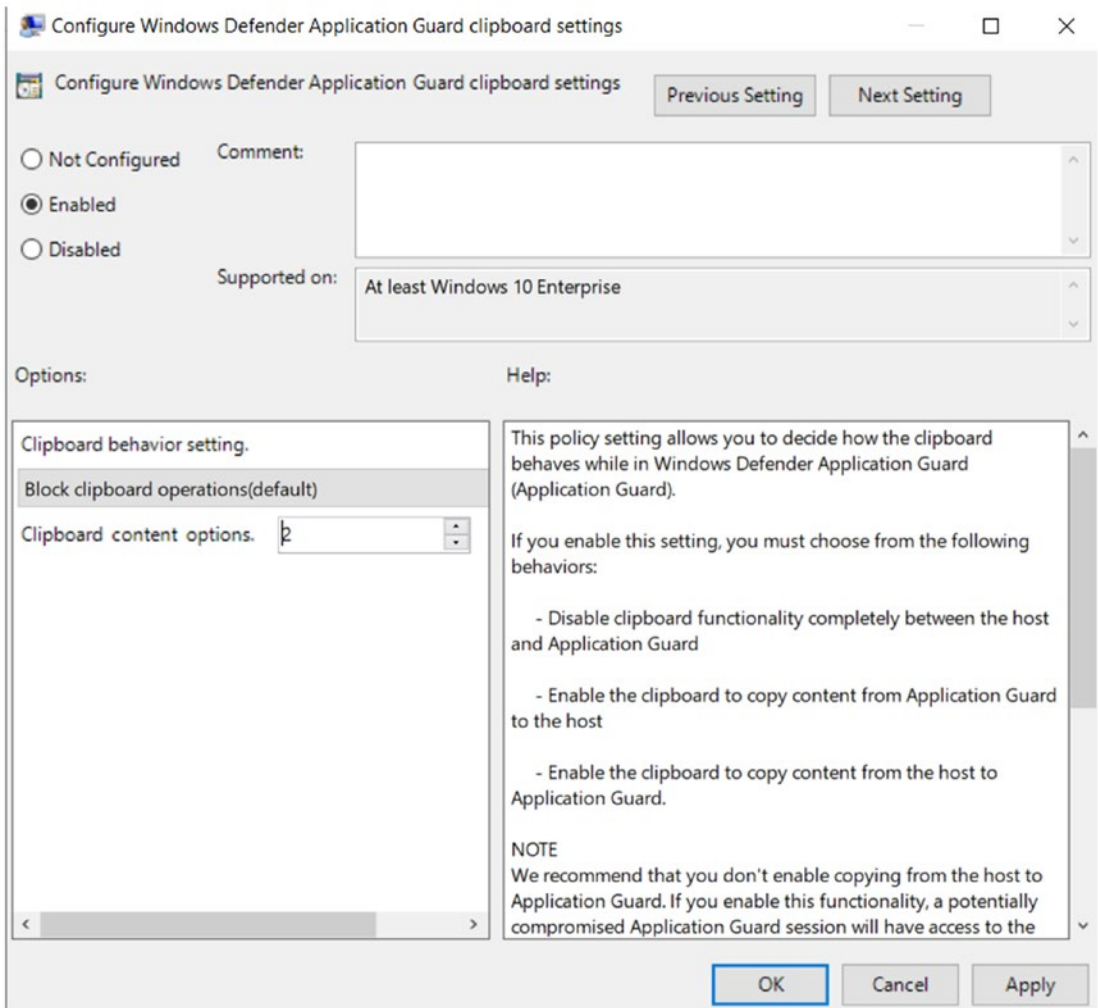 Configure Windows Defender Application Guard clipboard settings
Configure Windows Defender Application Guard clipboard settings
Previous Setting
Next Setting
Not Configured
Comment:
Enabled
Disabled
Supported on:
At least Windows 10 Enterprise
Options:
Help:
Clipboard behavior setting.
Block clipboard operations(default)
Clipboard content options.
2
This policy setting allows you to decide how the clipboard
behaves while in Windows Defender Application Guard
(Application Guard).
If you enable this setting, you must choose from the following
behaviors:
- Disable clipboard functionality completely between the host
and Application Guard
- Enable the clipboard to copy content from Application Guard
to the host
- Enable the clipboard to copy content from the host to
Application Guard.
NOTE
We recommend that you don't enable copying from the host to
Application Guard. If you enable this functionality, a potentially
compromised Application Guard session will have access to the
OK
Cancel
Apply